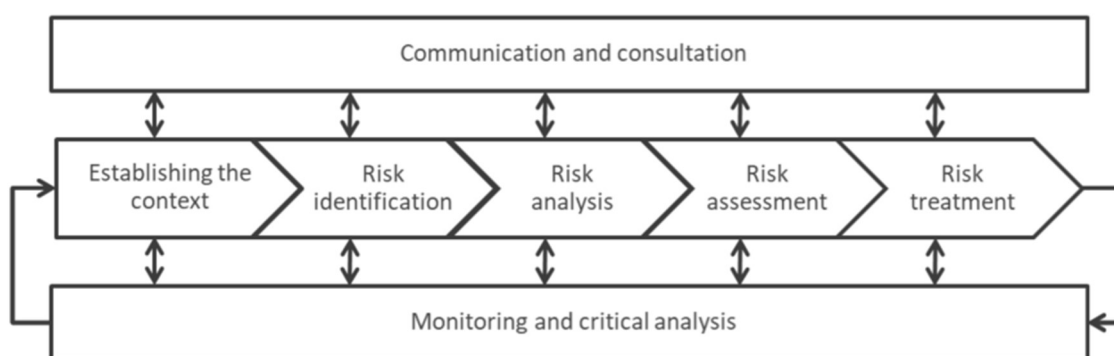 Communication and consultation
Establishing the
context
Risk
identification
Risk
analysis
Risk
assessment
Risk
treatment
Monitoring and critical analysis